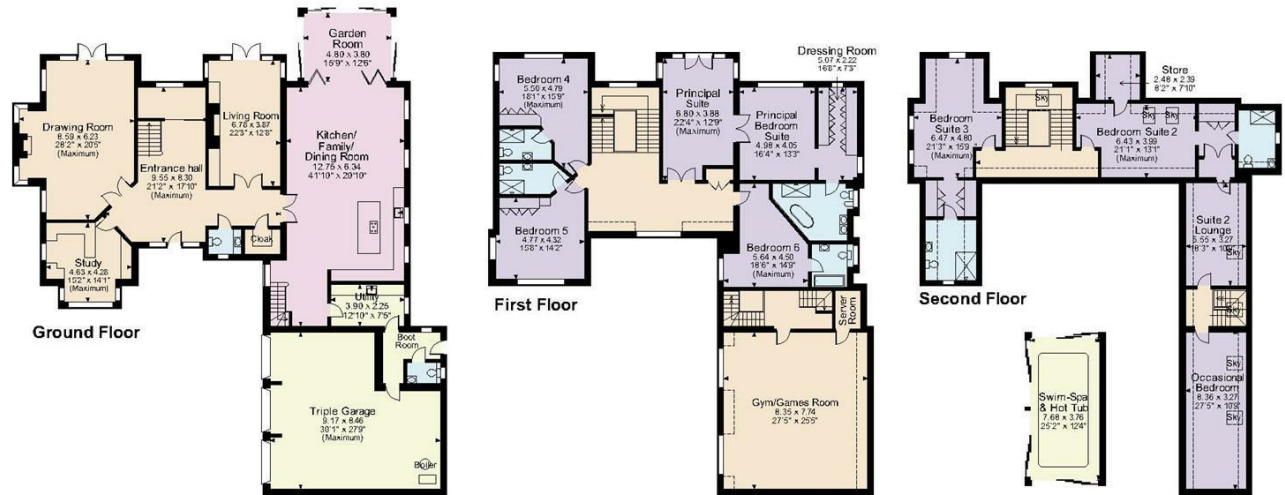 Garden
Room
4.80 x 3.80
15'9" x 12'6"
Drawing Room
8.59 x 6.23
28'2" x 20'5"
(Maximum)
Living Room
6.78 x 3.87
22'3" x 12'8"
Entrance hall
9.55 x 8.30
21'2" x 17'10"
(Maximum)
Kitchen/
Family/
Dining Room
12.75 x 6.34
41'10" x 20'10"
Cloak
Study
4.63 x 4.28
15'2" x 14'1"
(Maximum)
Utility
3.90 x 2.25
12'10" x 7'5"
Boot
Room
Triple Garage
9.17 x 8.46
30'1" x 27'9"
(Maximum)
Boiler
Ground Floor
Dressing Room
5.07 x 2.22
16'8" x 7'3"
Bedroom 4
5.50 x 4.79
18'1" x 15'9"
(Maximum)
Principal
Suite
6.80 x 3.88
22'4" x 12'9"
(Maximum)
Principal
Bedroom
Suite
4.98 x 4.05
16'4" x 13'3"
Bedroom 5
4.77 x 4.32
15'8" x 14'2"
Bedroom 6
5.64 x 4.50
18'6" x 14'9"
(Maximum)
Server
Room
Gym/Games Room
8.35 x 7.74
27'5" x 25'5"
First Floor
Store
2.48 x 2.39
8'2" x 7'10"
Sky
Bedroom
Suite 3
6.47 x 4.80
21'3" x 15'9"
(Maximum)
Sky
Sky
Bedroom Suite 2
6.43 x 3.99
21'1" x 13'1"
(Maximum)
Suite 2
Lounge
5.55 x 3.27
Sky
Sky
Sky
Occasional
Bedroom
8.36 x 3.27
27'5" x 10'9"
Sky
Second Floor
Swim-Spa
& Hot Tub
7.68 x 3.76
25'2" x 12'4"